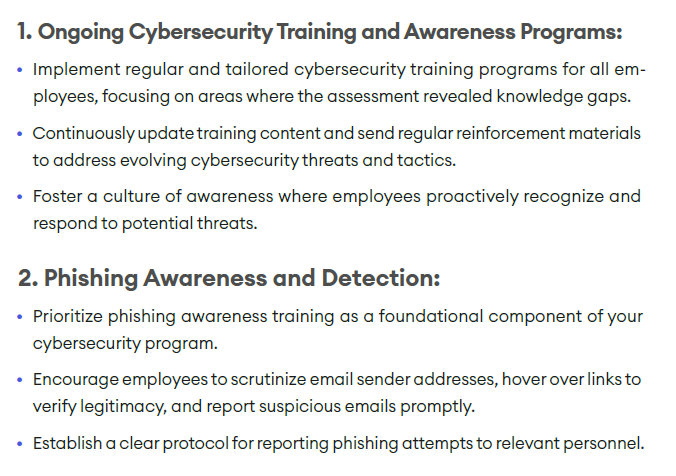 1. Ongoing Cybersecurity Training and Awareness Programs:
• Implement regular and tailored cybersecurity training programs for all em-
ployees, focusing on areas where the assessment revealed knowledge gaps.
• Continuously update training content and send regular reinforcement materials
to address evolving cybersecurity threats and tactics.
• Foster a culture of awareness where employees proactively recognize and
respond to potential threats.
2. Phishing Awareness and Detection:
• Prioritize phishing awareness training as a foundational component of your
cybersecurity program.
• Encourage employees to scrutinize email sender addresses, hover over links to
verify legitimacy, and report suspicious emails promptly.
• Establish a clear protocol for reporting phishing attempts to relevant personnel.